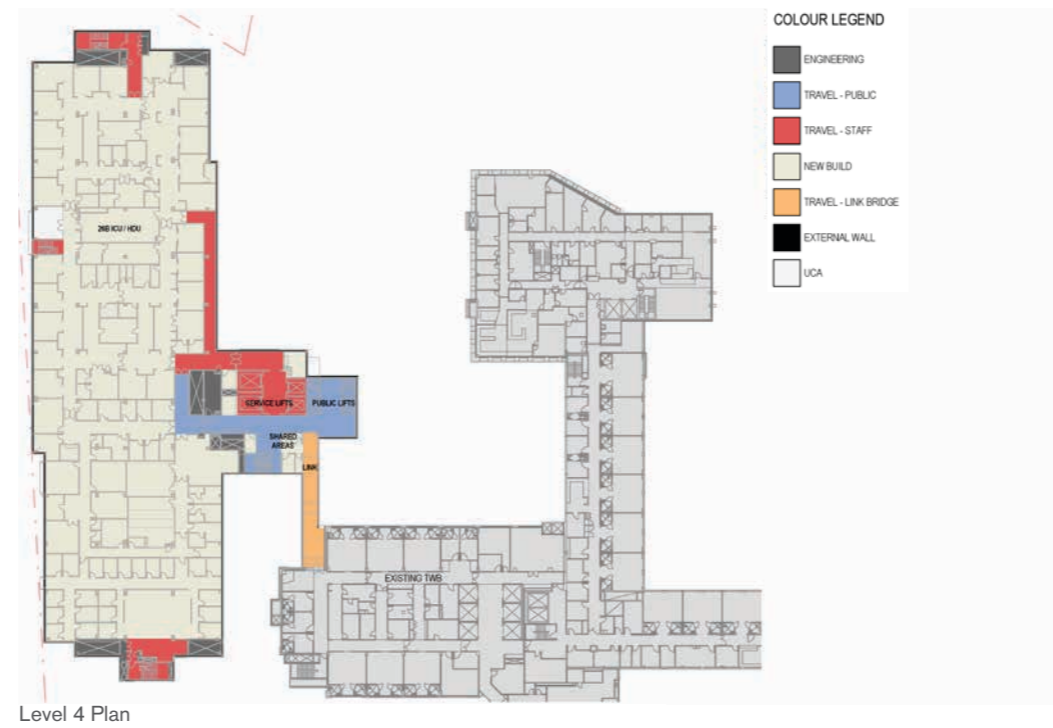 COLOUR LEGEND
ENGINEERING
TRAVEL - PUBLIC
TRAVEL - STAFF
NEW BUILD
TRAVEL - LINK BRIDGE
EXTERNAL WALL
UCA
26B ICU / HDU
SERVICE LIFTS
PUBLIC LIFTS
SHARED
AREAS
LINK
EXISTING TWB
Level 4 Plan